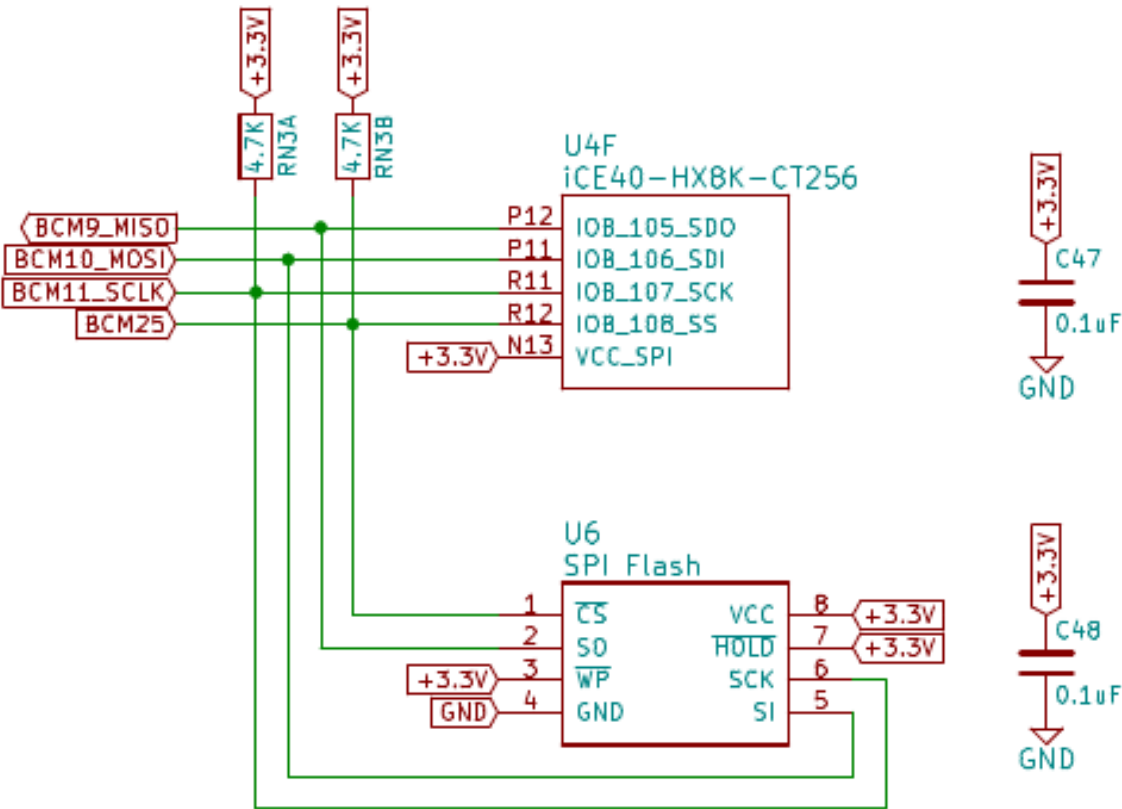 +3.3V
+3.3V
4.7K
RN3A
4.7K
RN3B
U4F
iCE40-HX8K-CT256
BCM9_MISO
P12
IOB_105_SDO
BCM10_MOSI
P11
IOB_106_SDI
BCM11_SCLK
R11
IOB_107_SCK
BCM25
R12
IOB_108_SS
+3.3V
N13
VCC_SPI
+3.3V
C47
0.1uF
GND
U6
SPI Flash
1
CS
VCC
8
+3.3V
2
SO
HOLD
7
+3.3V
+3.3V
3
WP
SCK
6
GND
4
GND
SI
5
+3.3V
C48
0.1uF
GND